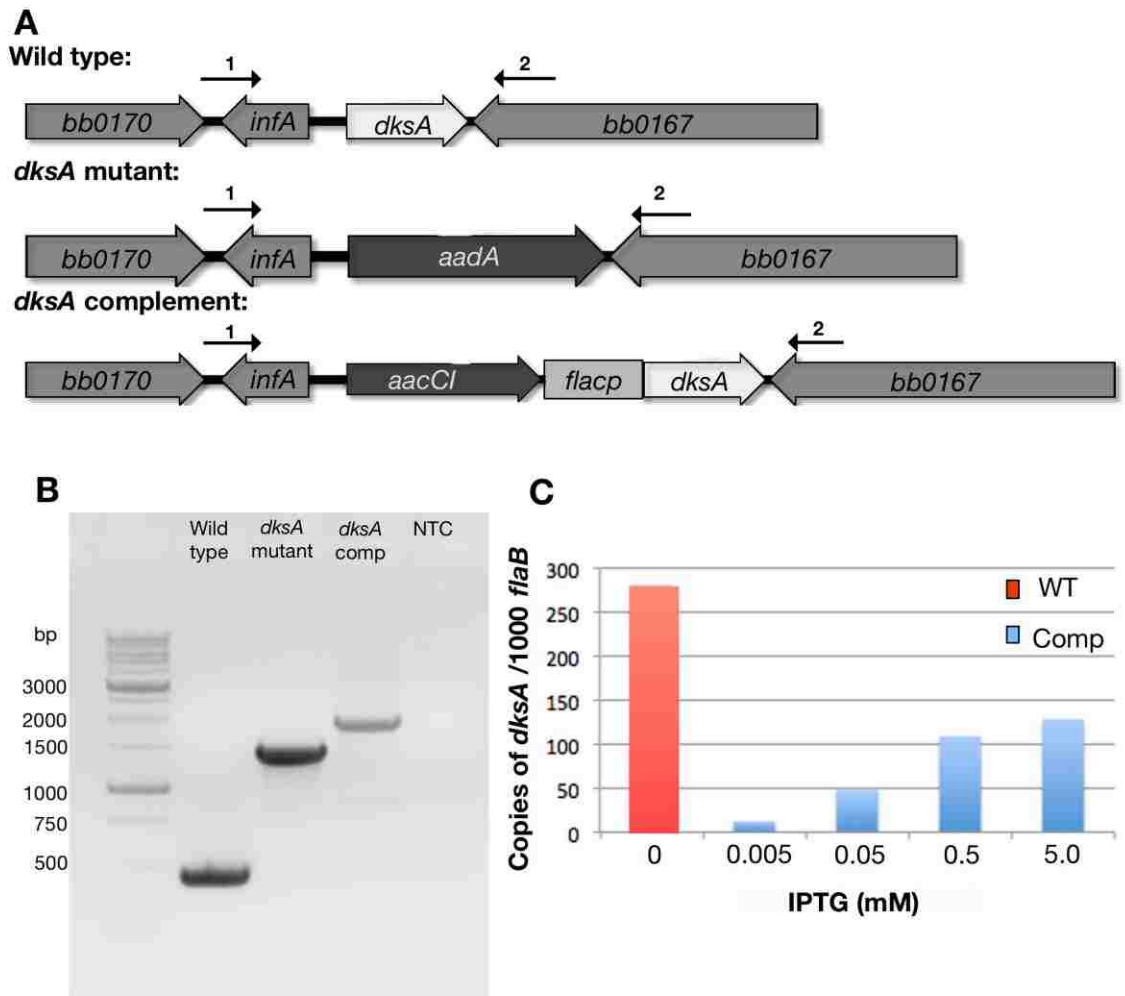 A
Wild type:
1
2
bb0170
infA
dksA
bb0167
dksA mutant:
1
2
bb0170
infA
aadA
bb0167
dksA complement:
1
2
bb0170
infA
aacCI
flacp
dksA
bb0167
B
Wild type
dksA mutant
dksA comp
NTC
bp
3000
2000
1500
1000
750
500
C
Copies of dksA /1000 flaB
300
250
200
150
100
50
0
WT
Comp
0
0.005
0.05
0.5
5.0
IPTG (mM)